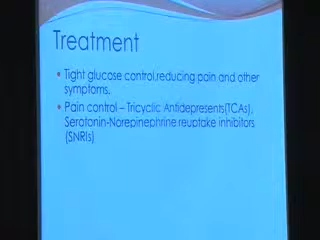 Treatment
• Tight glucose control,reducing pain and other
symptoms.
• Pain control – Tricyclic Antidepresents(TCAs),
Serotonin-Norepinephrine reuptake inhibitors
(SNRIs)